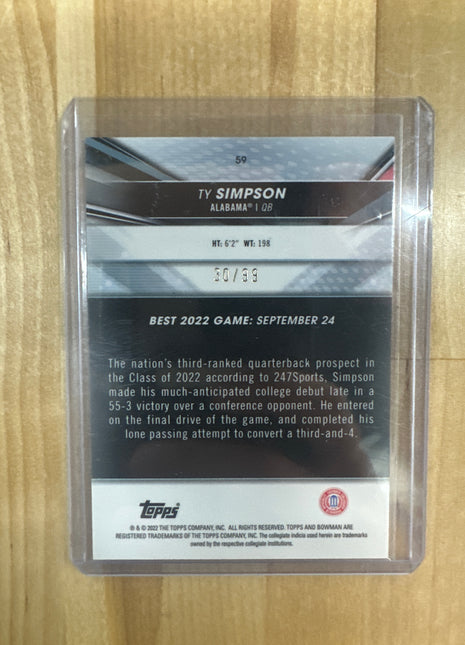 59
TY SIMPSON
ALABAMA® | QB
HT: 6'2" WT: 198
30/99
BEST 2022 GAME: SEPTEMBER 24
The nation's third-ranked quarterback prospect in
the Class of 2022 according to 247Sports, Simpson
made his much-anticipated college debut late in a
55-3 victory over a conference opponent. He entered
on the final drive of the game, and completed his
lone passing attempt to convert a third-and-4.
Topps
® & © 2022 THE TOPPS COMPANY, INC. ALL RIGHTS RESERVED. TOPPS AND BOWMAN ARE
REGISTERED TRADEMARKS OF THE TOPPS COMPANY, INC. The collegiate indicia used herein are trademarks
owned by the respective collegiate institutions.